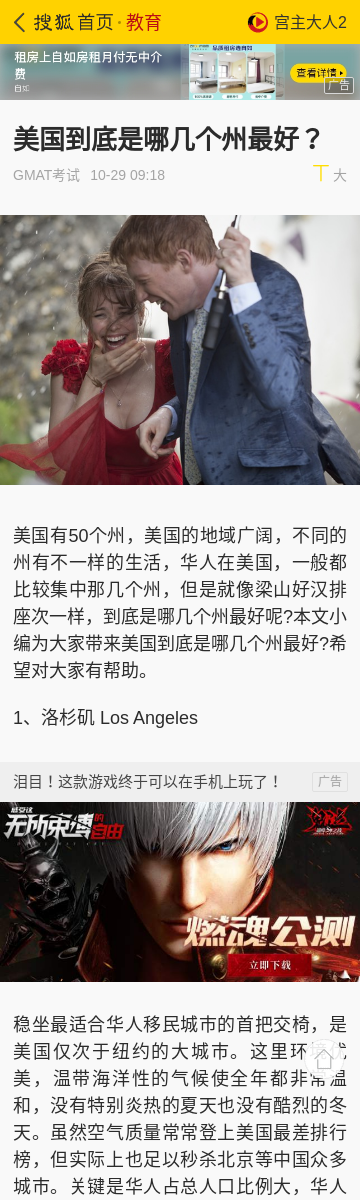 搜狐 首页 · 教育
宫主大人2
租房上自如房租月付无中介
费
自如
品质租房选自如
查看详情
广告
美国到底是哪几个州最好？
GMAT考试 10-29 09:18
大
美国有50个州，美国的地域广阔，不同的
州有不一样的生活，华人在美国，一般都
比较集中那几个州，但是就像梁山好汉排
座次一样，到底是哪几个州最好呢?本文小
编为大家带来美国到底是哪几个州最好?希
望对大家有帮助。
1、洛杉矶 Los Angeles
泪目！这款游戏终于可以在手机上玩了！
广告
无所束缚的自由
燃魂公测
立即下载
稳坐最适合华人移民城市的首把交椅，是
美国仅次于纽约的大城市。这里环境优
美，温带海洋性的气候使全年都非常温
和，没有特别炎热的夏天也没有酷烈的冬
天。虽然空气质量常常登上美国最差排行
榜，但实际上也足以秒杀北京等中国众多
城市。关键是华人占总人口比例大，华人